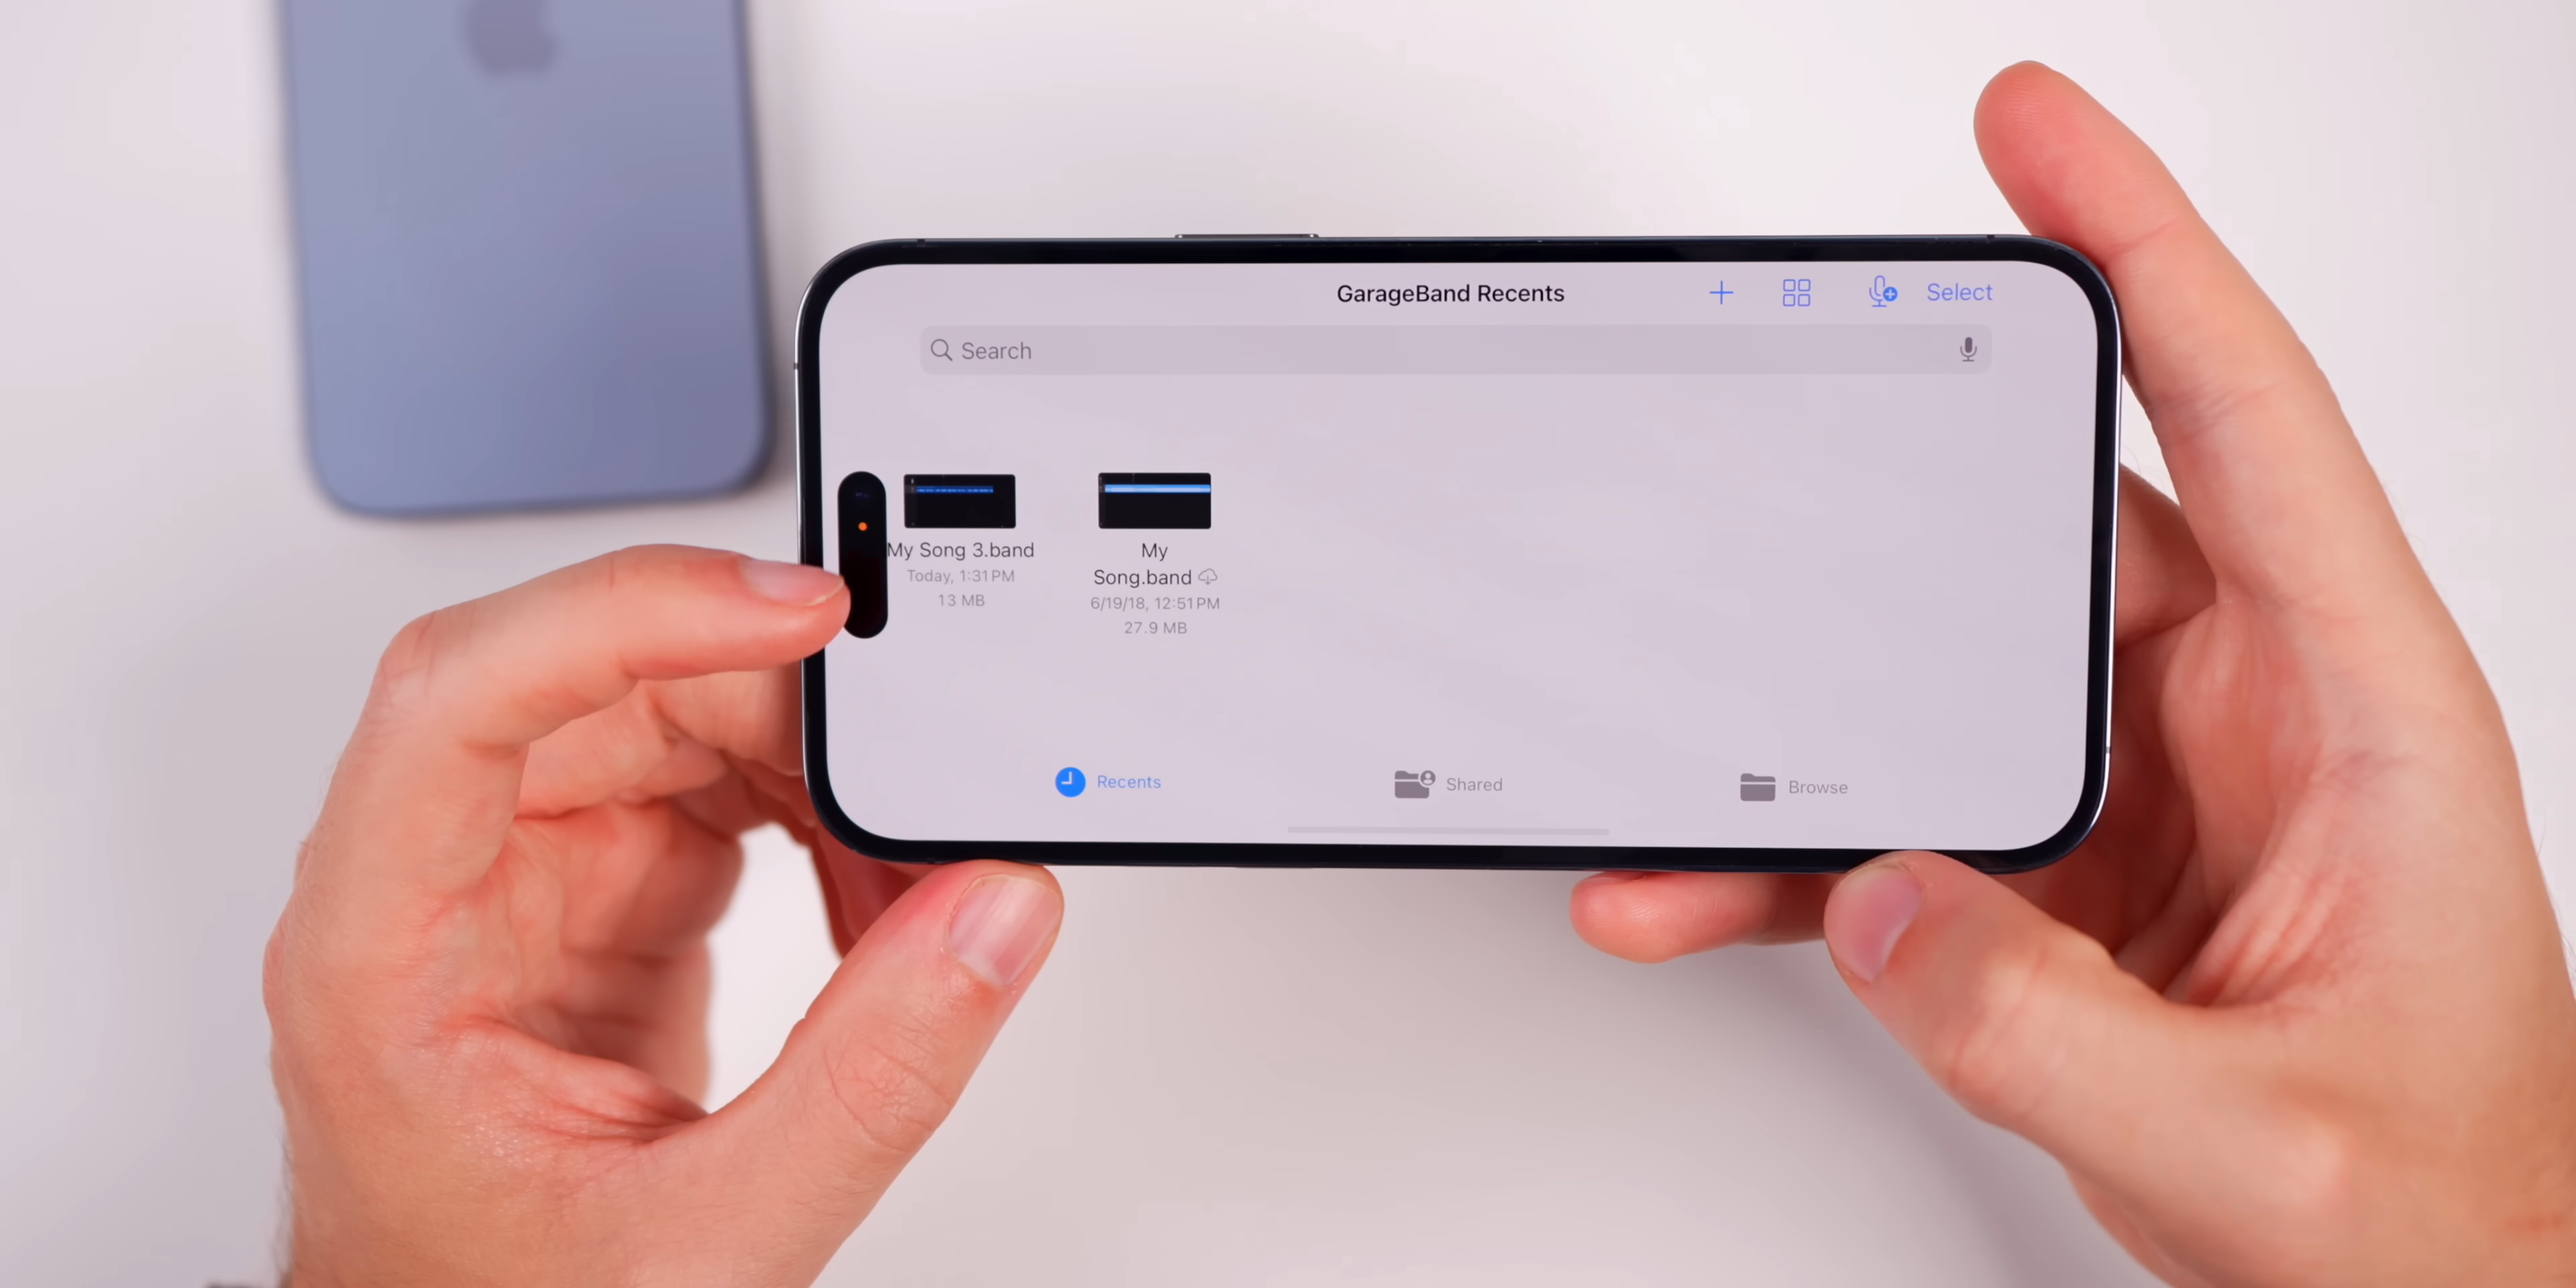 GarageBand Recents
Select
Search
My Song 3.band
Today, 1:31 PM
13 MB
My
Song.band
6/19/18, 12:51 PM
27.9 MB
Recents
Shared
Browse